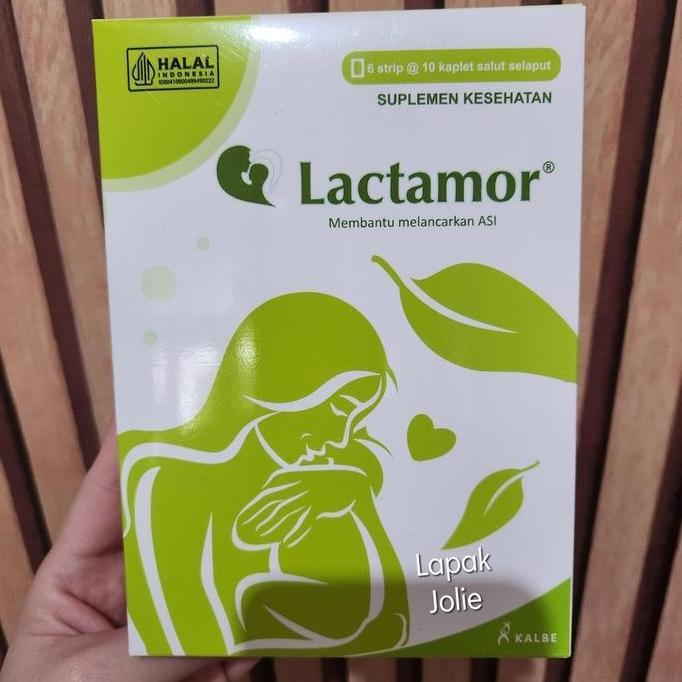 HALAL
INDONESIA
6 strip @ 10 kaplet salut selaput
SUPLEMEN KESEHATAN
Lactamor®
Membantu melancarkan ASI
Lapak
Jolie
KALBE